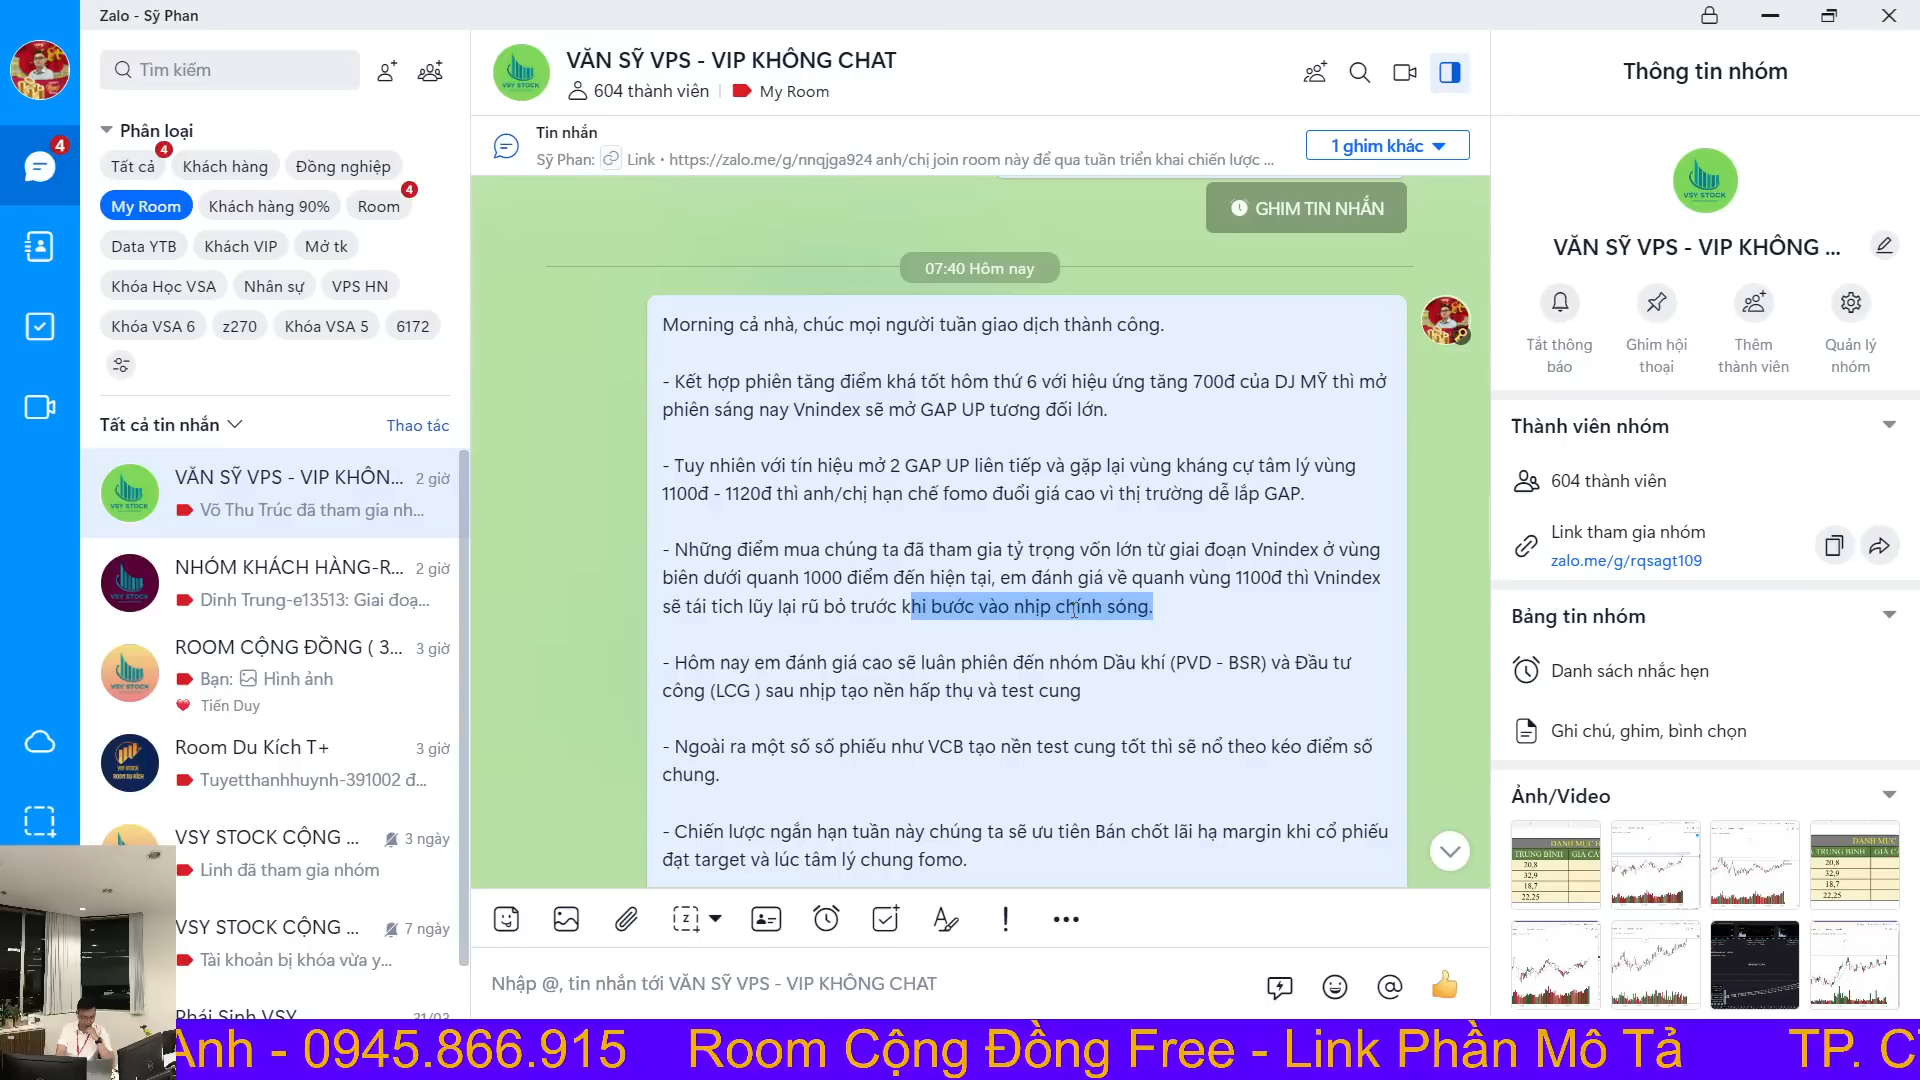 Zalo - Sỹ Phan
Tìm kiếm
Phân loại
Tất cả
4
Khách hàng
Đồng nghiệp
My Room
Khách hàng 90%
Room
4
Data YTB
Khách VIP
Mở tk
Khóa Học VSA
Nhân sự
VPS HN
Khóa VSA 6
z270
Khóa VSA 5
6172
4
Tất cả tin nhắn
Thao tác
VĂN SỸ VPS - VIP KHÔN...
2 giờ
Võ Thu Trúc đã tham gia nh...
NHÓM KHÁCH HÀNG-R...
2 giờ
Dinh Trung-e13513: Giai đoạ...
ROOM CỘNG ĐỒNG ( 3...
3 giờ
Bạn: Hình ảnh
Tiến Duy
Room Du Kích T+
3 giờ
Tuyetthanhhuynh-391002 đ...
VSY STOCK CỘNG ...
3 ngày
Linh đã tham gia nhóm
VSY STOCK CỘNG ...
7 ngày
Tài khoản bị khóa vừa y...
Phái Sinh VSY
31/03
VĂN SỸ VPS - VIP KHÔNG CHAT
604 thành viên
My Room
Tin nhắn
Sỹ Phan: Link • https://zalo.me/g/nnqjga924 anh/chị join room này để qua tuần triển khai chiến lược ...
1 ghim khác
GHIM TIN NHẮN
07:40 Hôm nay
Morning cả nhà, chúc mọi người tuần giao dịch thành công.
- Kết hợp phiên tăng điểm khá tốt hôm thứ 6 với hiệu ứng tăng 700đ của DJ MỸ thì mở
phiên sáng nay Vnindex sẽ mở GAP UP tương đối lớn.
- Tuy nhiên với tín hiệu mở 2 GAP UP liên tiếp và gặp lại vùng kháng cự tâm lý vùng
1100đ - 1120đ thì anh/chị hạn chế fomo đuổi giá cao vì thị trường dễ lắp GAP.
- Những điểm mua chúng ta đã tham gia tỷ trọng vốn lớn từ giai đoạn Vnindex ở vùng
biên dưới quanh 1000 điểm đến hiện tại, em đánh giá về quanh vùng 1100đ thì Vnindex
sẽ tái tich lũy lại rũ bỏ trước khi bước vào nhịp chính sóng.
- Hôm nay em đánh giá cao sẽ luân phiên đến nhóm Dầu khí (PVD - BSR) và Đầu tư
công (LCG ) sau nhịp tạo nền hấp thụ và test cung
- Ngoài ra một số số phiếu như VCB tạo nền test cung tốt thì sẽ nổ theo kéo điểm số
chung.
- Chiến lược ngắn hạn tuần này chúng ta sẽ ưu tiên Bán chốt lãi hạ margin khi cổ phiếu
đạt target và lúc tâm lý chung fomo.
Nhập @, tin nhắn tới VĂN SỸ VPS - VIP KHÔNG CHAT
Thông tin nhóm
VSY STOCK
VĂN SỸ VPS - VIP KHÔNG ...
Tắt thông
báo
Ghim hội
thoại
Thêm
thành viên
Quản lý
nhóm
Thành viên nhóm
604 thành viên
Link tham gia nhóm
zalo.me/g/rqsagt109
Bảng tin nhóm
Danh sách nhắc hẹn
Ghi chú, ghim, bình chọn
Ảnh/Video
Anh - 0945.866.915 Room Cộng Đồng Free - Link Phần Mô Tả TP. C